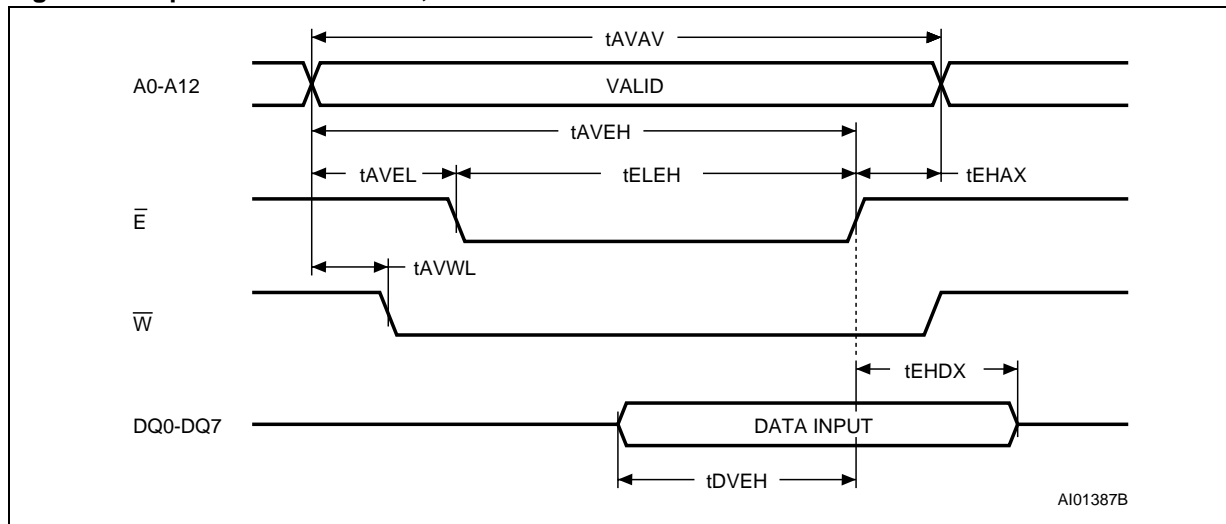 tAVAV
A0-A12
VALID
tAVEH
tAVEL
tELEH
tEHAX
E
tAVWL
W
tEHDX
DQ0-DQ7
DATA INPUT
tDVEH
AI01387B